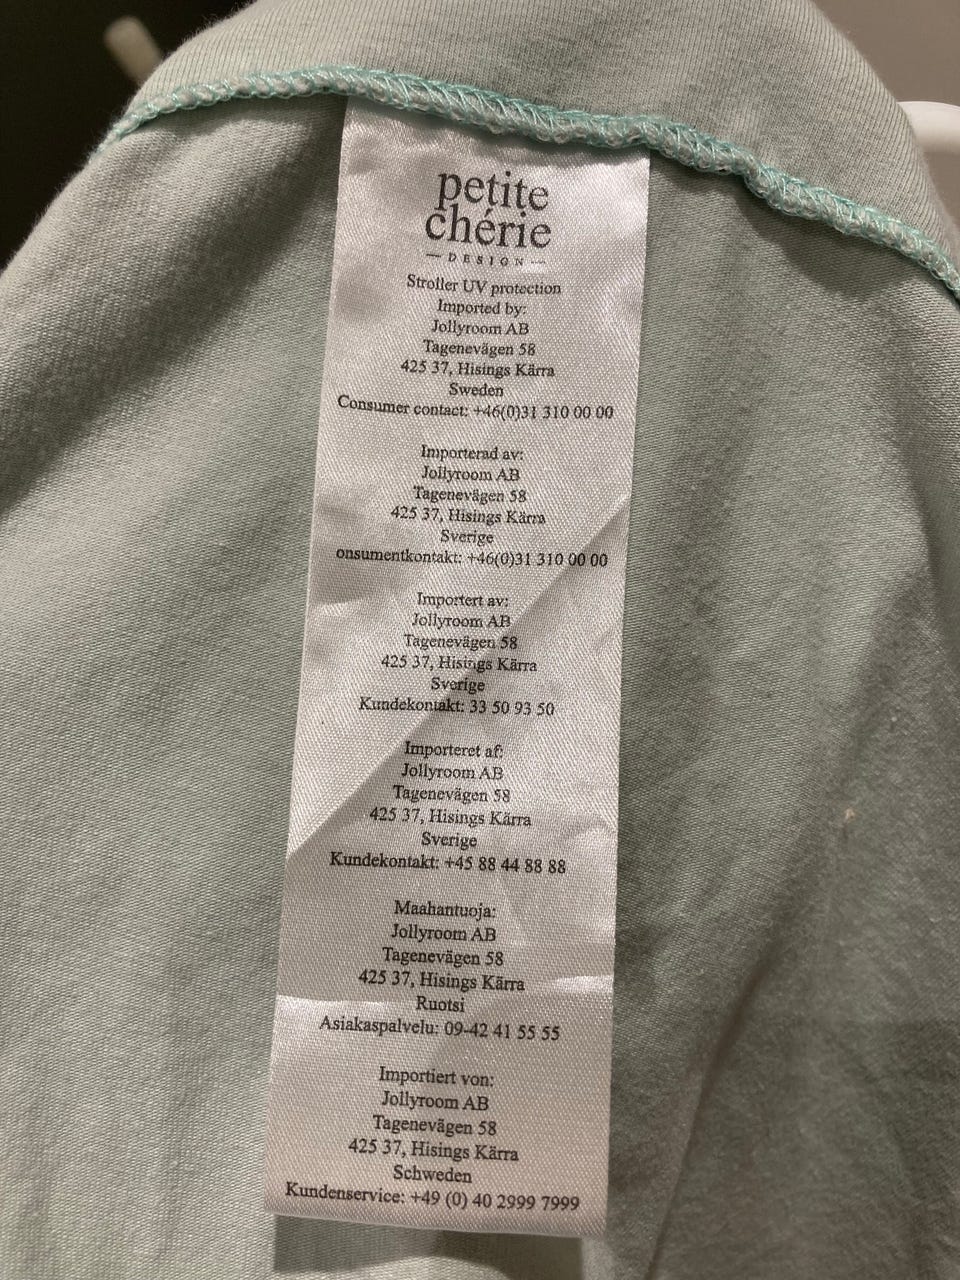 petite
chérie
— DESIGN —
Stroller UV protection
Imported by:
Jollyroom AB
Tagenevägen 58
425 37, Hisings Kärra
Sweden
Consumer contact: +46(0)31 310 00 00
Importerad av:
Jollyroom AB
Tagenevägen 58
425 37, Hisings Kärra
Sverige
onsumentkontakt: +46(0)31 310 00 00
Importert av:
Jollyroom AB
Tagenevägen 58
425 37, Hisings Kärra
Sverige
Kundekontakt: 33 50 93 50
Importeret af:
Jollyroom AB
Tagenevägen 58
425 37, Hisings Kärra
Sverige
Kundekontakt: +45 88 44 88 88
Maahantuoja:
Jollyroom AB
Tagenevägen 58
425 37, Hisings Kärra
Ruotsi
Asiakaspalvelu: 09-42 41 55 55
Importiert von:
Jollyroom AB
Tagenevägen 58
425 37, Hisings Kärra
Schweden
Kundenservice: +49 (0) 40 2999 7999